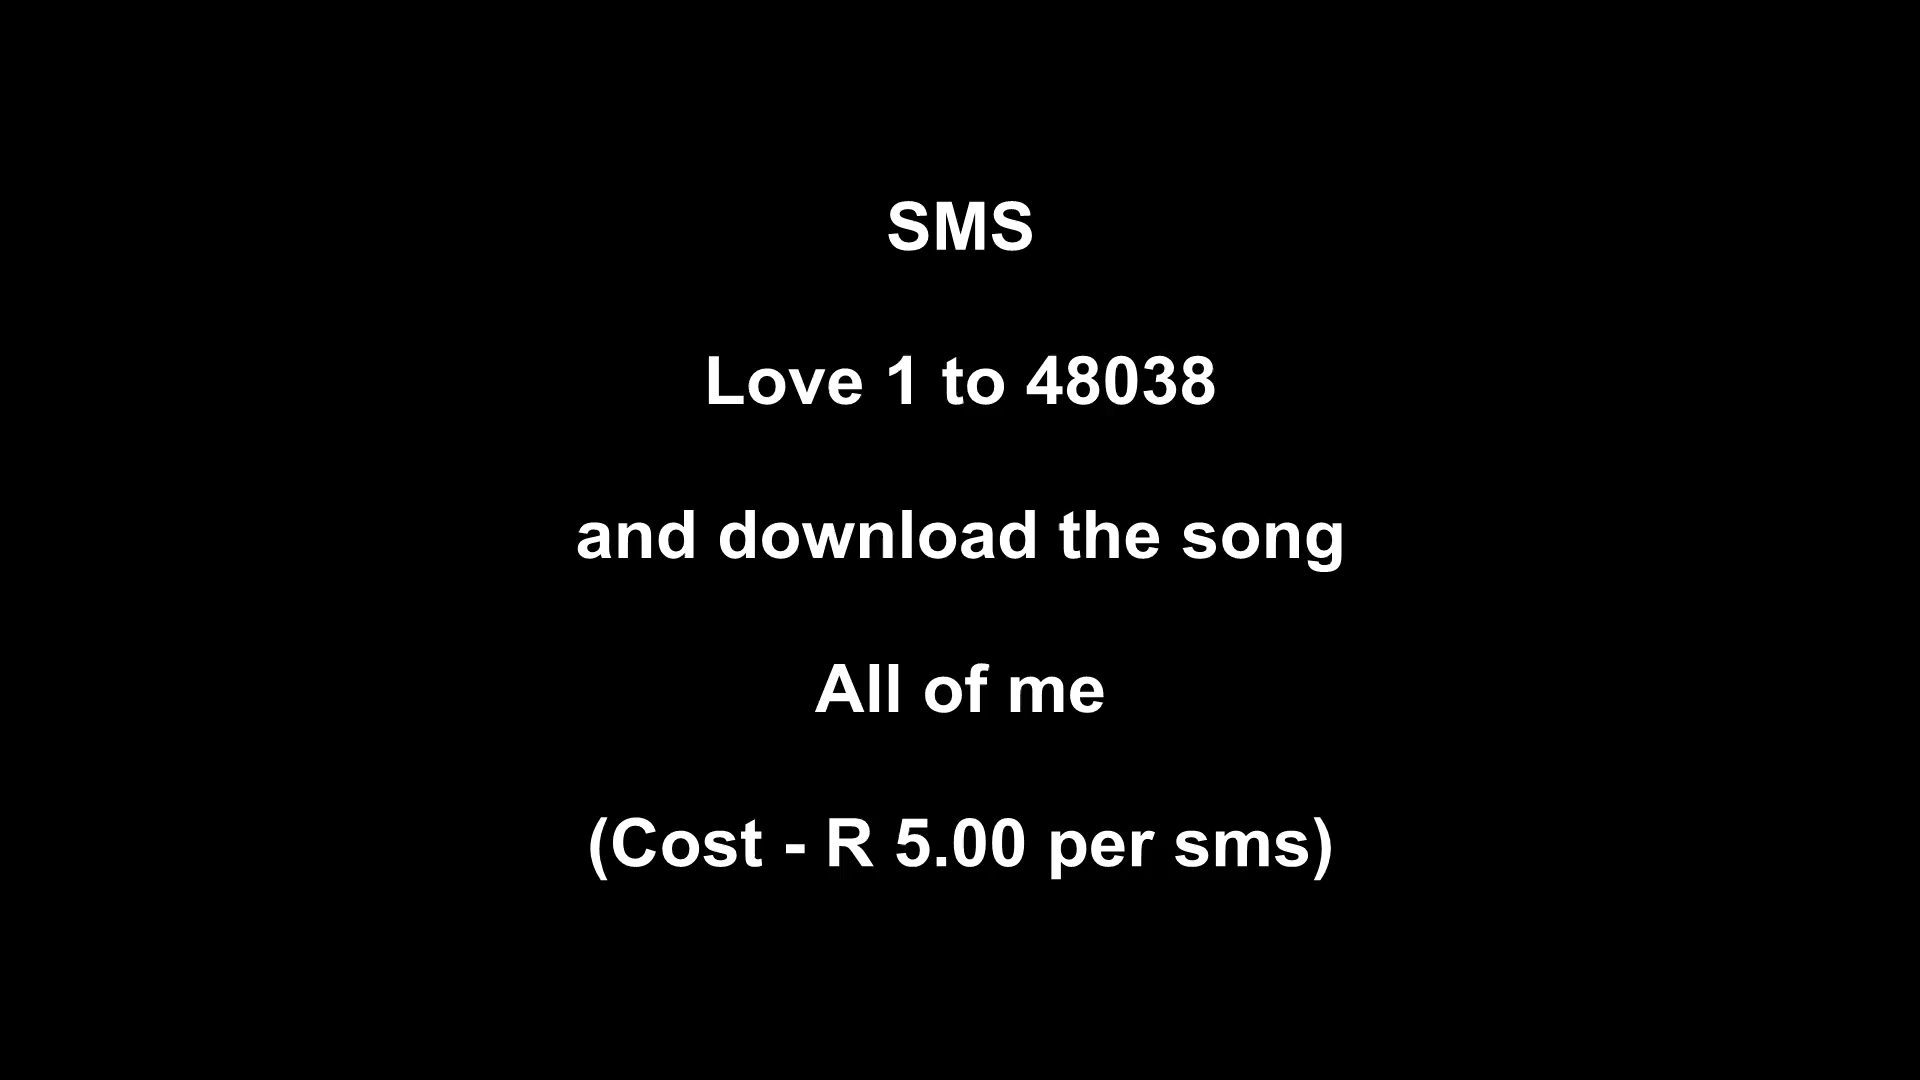 SMS
Love 1 to 48038
and download the song
All of me
(Cost - R 5.00 per sms)